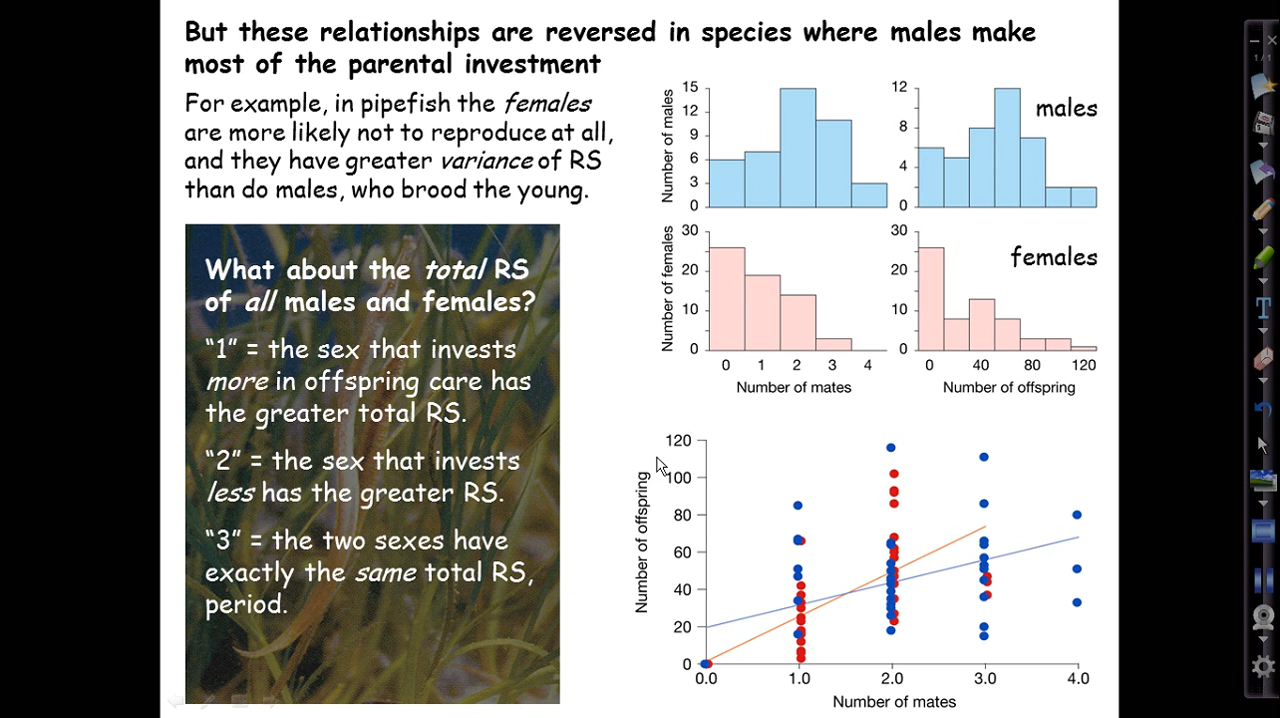 But these relationships are reversed in species where males make
most of the parental investment
For example, in pipefish the females
are more likely not to reproduce at all,
and they have greater variance of RS
than do males, who brood the young.
What about the total RS
of all males and females?
“1” = the sex that invests
more in offspring care has
the greater total RS.
“2” = the sex that invests
less has the greater RS.
“3” = the two sexes have
exactly the same total RS,
period.
Number of males
15
12
9
6
3
0
12
8
4
0
males
Number of females
30
20
10
0
0 1 2 3 4
Number of mates
30
20
10
0
females
0 40 80 120
Number of offspring
Number of offspring
120
100
80
60
40
20
0
0.0 1.0 2.0 3.0 4.0
Number of mates
1/1
T